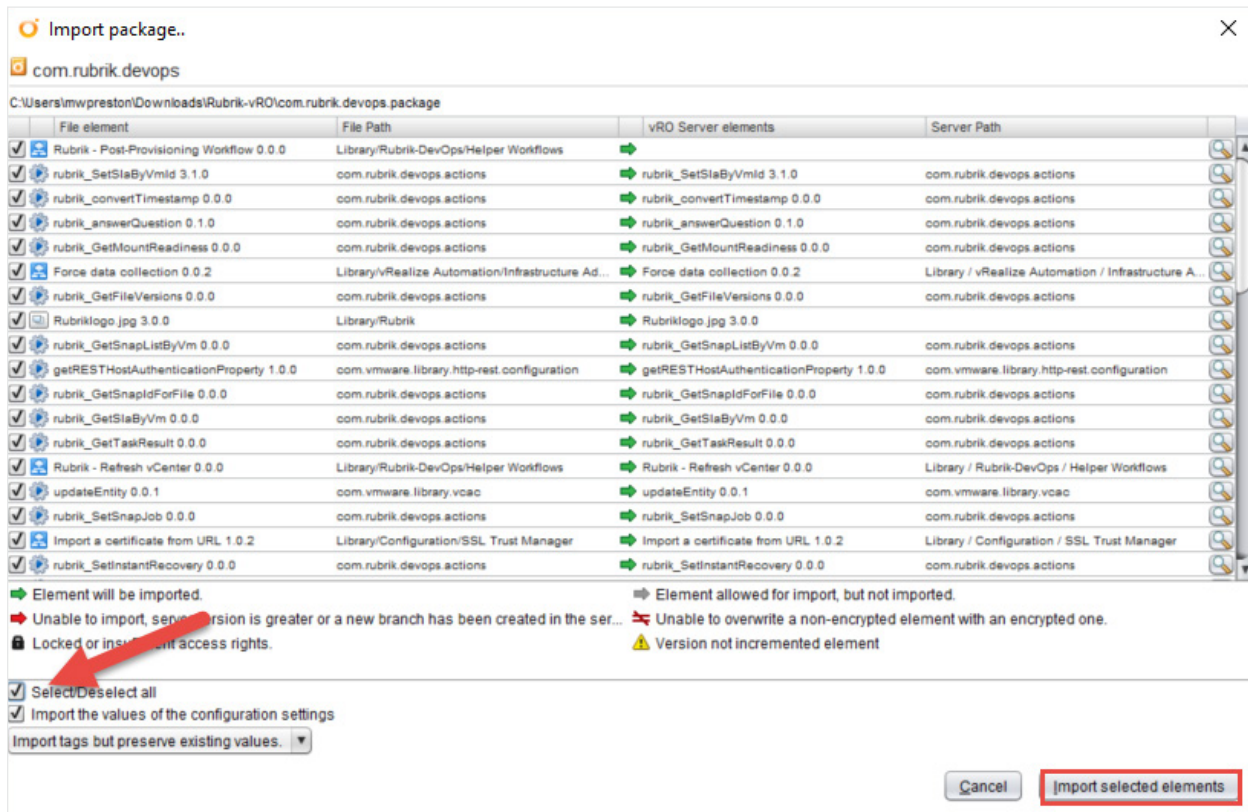 Import package..
com.rubrik.devops
C:\Users\mwpreston\Downloads\Rubrik-vRO\com.rubrik.devops.package
File element File Path vRO Server elements Server Path
Rubrik - Post-Provisioning Workflow 0.0.0 Library/Rubrik-DevOps/Helper Workflows
rubrik_SetSlaByVmId 3.1.0 com.rubrik.devops.actions rubrik_SetSlaByVmId 3.1.0 com.rubrik.devops.actions
rubrik_convertTimestamp 0.0.0 com.rubrik.devops.actions rubrik_convertTimestamp 0.0.0 com.rubrik.devops.actions
rubrik_answerQuestion 0.1.0 com.rubrik.devops.actions rubrik_answerQuestion 0.1.0 com.rubrik.devops.actions
rubrik_GetMountReadiness 0.0.0 com.rubrik.devops.actions rubrik_GetMountReadiness 0.0.0 com.rubrik.devops.actions
Force data collection 0.0.2 Library/vRealize Automation/Infrastructure Ad... Force data collection 0.0.2 Library / vRealize Automation / Infrastructure A...
rubrik_GetFileVersions 0.0.0 com.rubrik.devops.actions rubrik_GetFileVersions 0.0.0 com.rubrik.devops.actions
Rubriklogo.jpg 3.0.0 Library/Rubrik Rubriklogo.jpg 3.0.0
rubrik_GetSnapListByVm 0.0.0 com.rubrik.devops.actions rubrik_GetSnapListByVm 0.0.0 com.rubrik.devops.actions
getRESTHostAuthenticationProperty 1.0.0 com.vmware.library.http-rest.configuration getRESTHostAuthenticationProperty 1.0.0 com.vmware.library.http-rest.configuration
rubrik_GetSnapIdForFile 0.0.0 com.rubrik.devops.actions rubrik_GetSnapIdForFile 0.0.0 com.rubrik.devops.actions
rubrik_GetSlaByVm 0.0.0 com.rubrik.devops.actions rubrik_GetSlaByVm 0.0.0 com.rubrik.devops.actions
rubrik_GetTaskResult 0.0.0 com.rubrik.devops.actions rubrik_GetTaskResult 0.0.0 com.rubrik.devops.actions
Rubrik - Refresh vCenter 0.0.0 Library/Rubrik-DevOps/Helper Workflows Rubrik - Refresh vCenter 0.0.0 Library / Rubrik-DevOps / Helper Workflows
updateEntity 0.0.1 com.vmware.library.vcac updateEntity 0.0.1 com.vmware.library.vcac
rubrik_SetSnapJob 0.0.0 com.rubrik.devops.actions rubrik_SetSnapJob 0.0.0 com.rubrik.devops.actions
Import a certificate from URL 1.0.2 Library/Configuration/SSL Trust Manager Import a certificate from URL 1.0.2 Library / Configuration / SSL Trust Manager
rubrik_SetInstantRecovery 0.0.0 com.rubrik.devops.actions rubrik_SetInstantRecovery 0.0.0 com.rubrik.devops.actions
Element will be imported. Element allowed for import, but not imported.
Unable to import, server version is greater or a new branch has been created in the ser... Unable to overwrite a non-encrypted element with an encrypted one.
Locked or access rights. Version not incremented element
Select/Deselect all
Import the values of the configuration settings
Import tags but preserve existing values.
Cancel Import selected elements